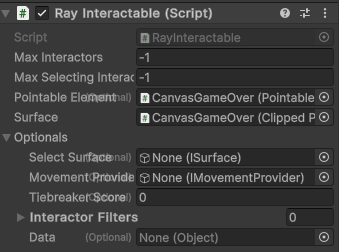 # Ray Interactable (Script)
Script # RayInteractable
Max Interactors -1
Max Selecting Interac -1
Pointable Element (Optional) # CanvasGameOver (Pointable
Surface # CanvasGameOver (Clipped P
Optionals
Select Surface (Optional) None (ISurface)
Movement Provide (Optional) None (IMovementProvider)
Tiebreaker Score (Optional) 0
Interactor Filters 0
Data (Optional) None (Object)